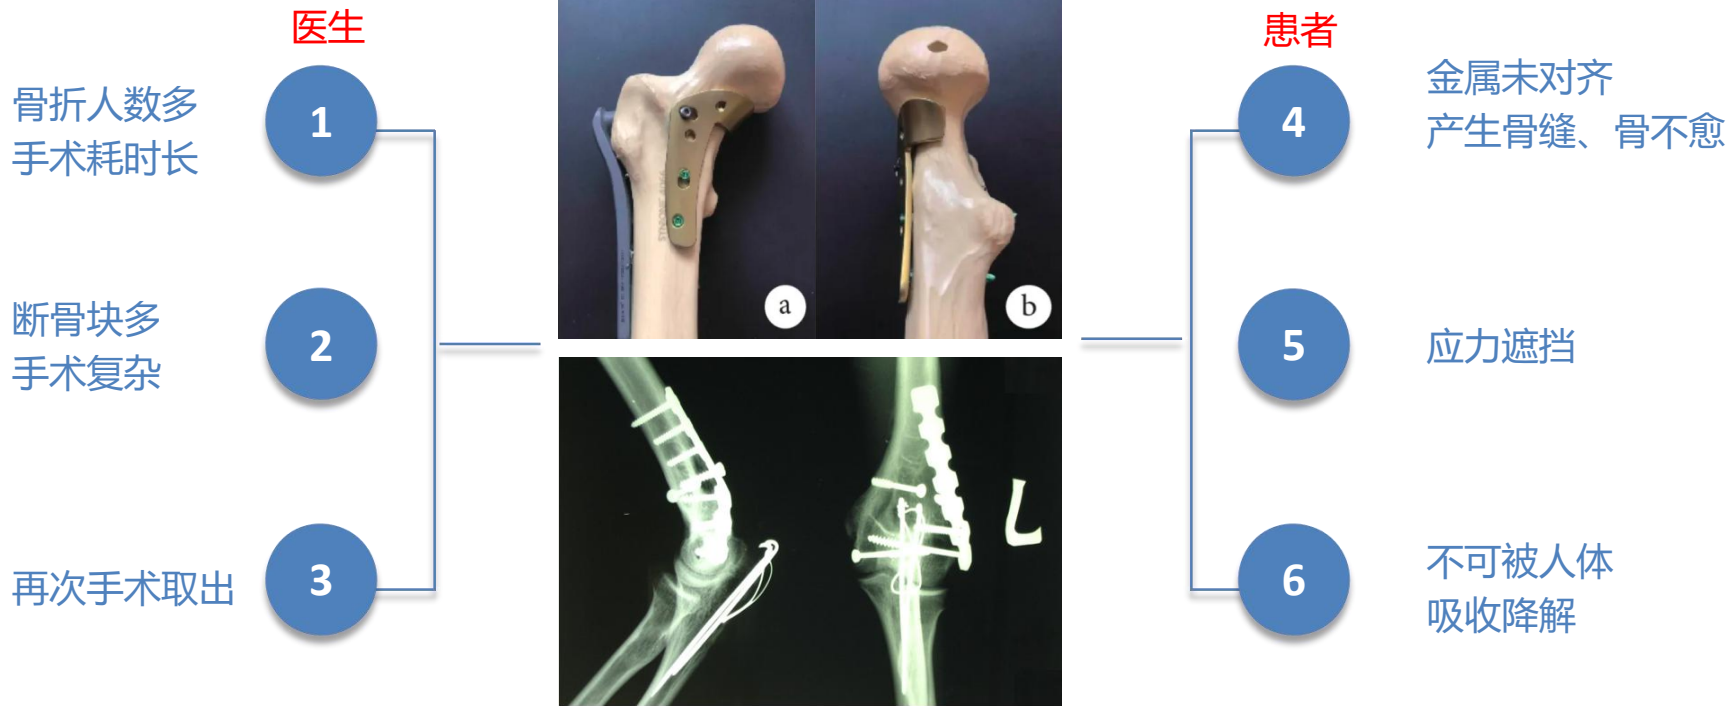 医生
1
骨折人数多
手术耗时长
2
断骨块多
手术复杂
3
再次手术取出
a
b
L
患者
4
金属未对齐
产生骨缝、骨不愈
5
应力遮挡
6
不可被人体
吸收降解